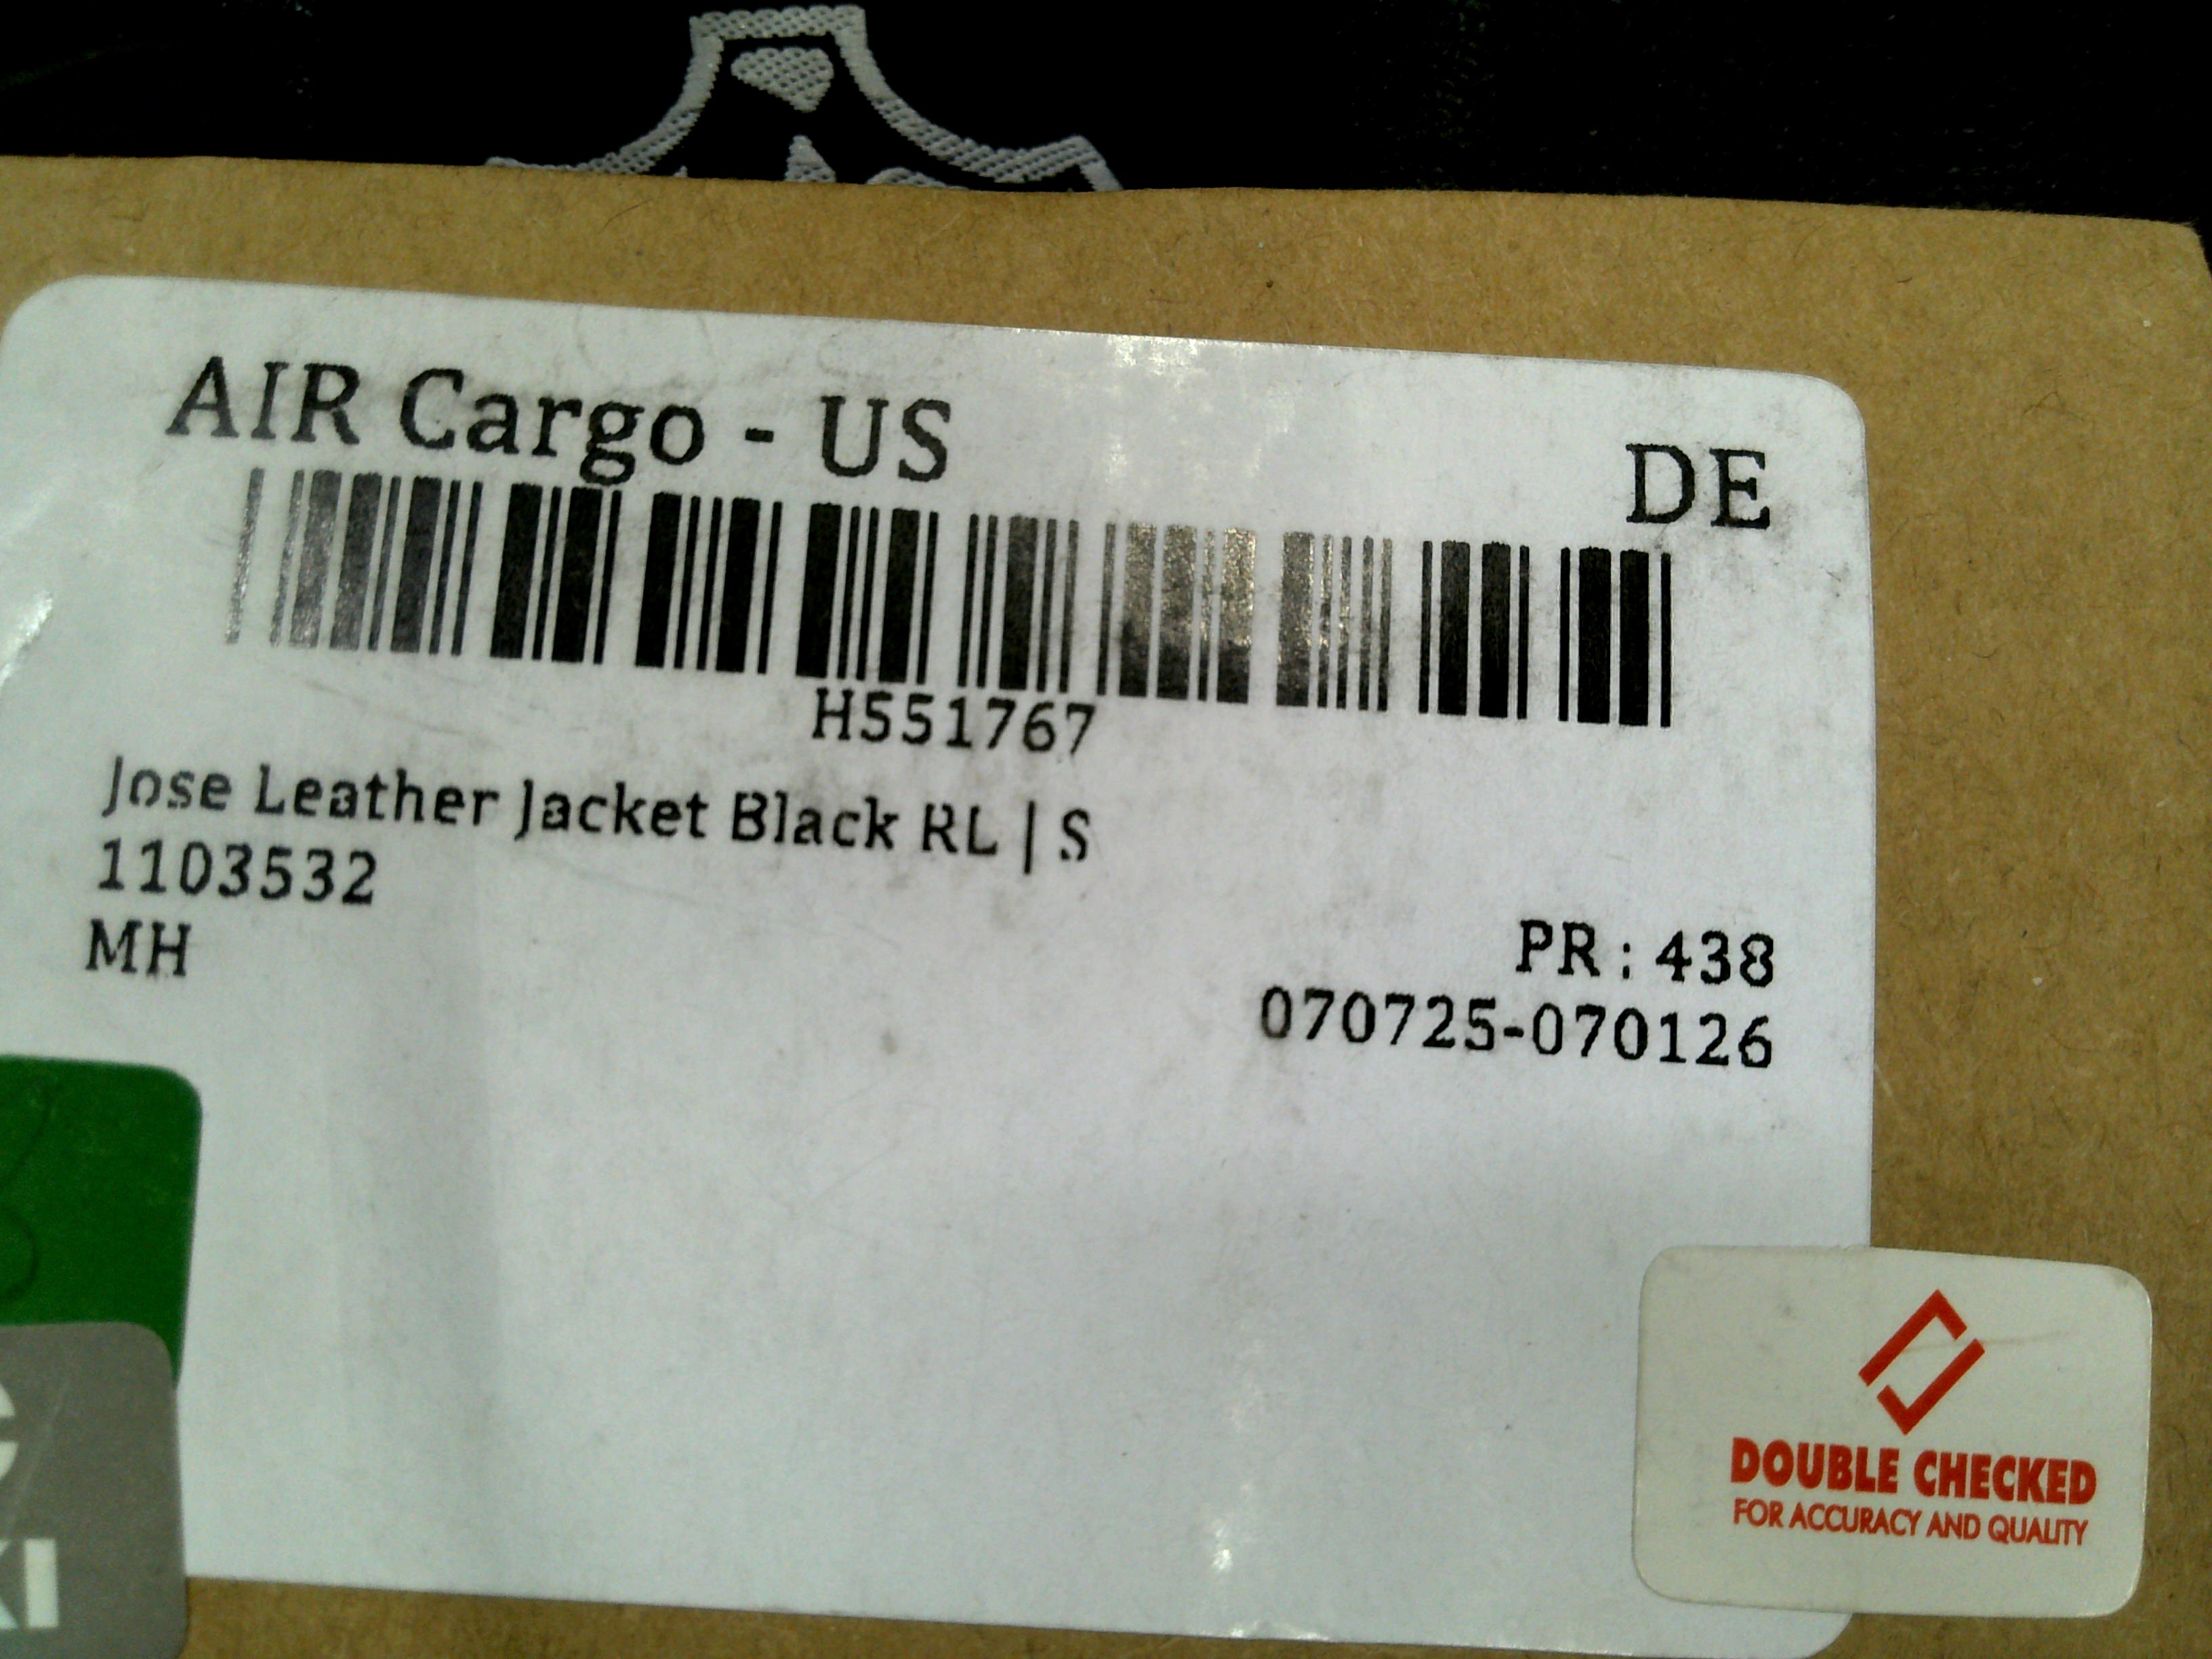 AIR Cargo - US
DE
H551767
Jose Leather Jacket Black RL | S
1103532
MH
PR : 438
070725-070126
DOUBLE CHECKED
FOR ACCURACY AND QUALITY